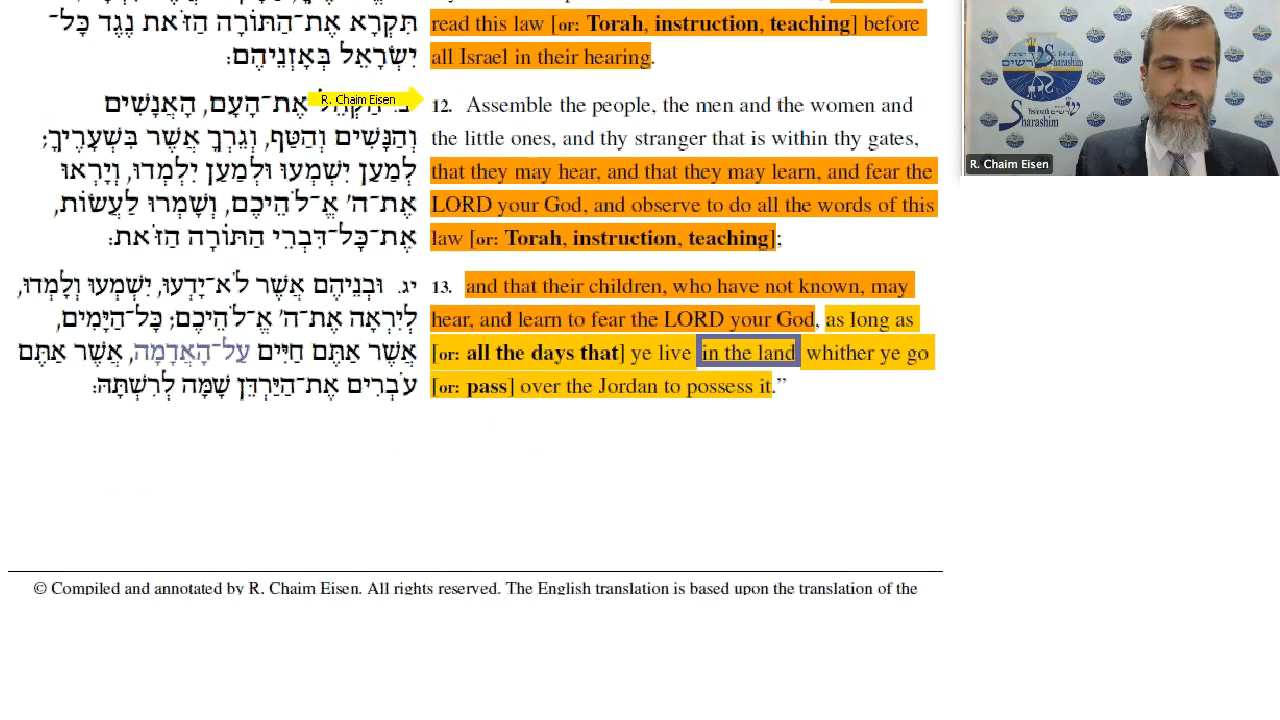 תִּקְרָא אֶת־הַתּוֹרָה הַזֹּאת נֶגֶד כָּל־
יִשְׂרָאֵל בְּאָזְנֵיהֶם:
אֶת־הָעָם, הָאֲנָשִׁים
וְהַנָּשִׁים וְהַטַּף, וְגֵרְךָ אֲשֶׁר בִּשְׁעָרֶיךָ;
לְמַעַן יִשְׁמְעוּ וּלְמַעַן יִלְמְדוּ, וְיָרְאוּ
אֶת־ה' אֱ־לֹהֵיכֶם, וְשָׁמְרוּ לַעֲשׂוֹת,
אֶת־כָּל־דִּבְרֵי הַתּוֹרָה הַזֹּאת:
יג. וּבְנֵיהֶם אֲשֶׁר לֹא־יָדְעוּ, יִשְׁמְעוּ וְלָמְדוּ,
לְיִרְאָה אֶת־ה' אֱ־לֹהֵיכֶם; כָּל־הַיָּמִים,
אֲשֶׁר אַתֶּם חַיִּים עַל־הָאֲדָמָה, אֲשֶׁר אַתֶּם
עֹבְרִים אֶת־הַיַּרְדֵּן שָׁמָּה לְרִשְׁתָּהּ:
read this law [or: Torah, instruction, teaching] before
all Israel in their hearing.
R. Chaim Eisen
12. Assemble the people, the men and the women and
the little ones, and thy stranger that is within thy gates,
that they may hear, and that they may learn, and fear the
LORD your God, and observe to do all the words of this
law [or: Torah, instruction, teaching];
13. and that their children, who have not known, may
hear, and learn to fear the LORD your God, as long as
[or: all the days that] ye live in the land whither ye go
[or: pass] over the Jordan to possess it.”
© Compiled and annotated by R. Chaim Eisen. All rights reserved. The English translation is based upon the translation of the
Sharashim
R. Chaim Eisen